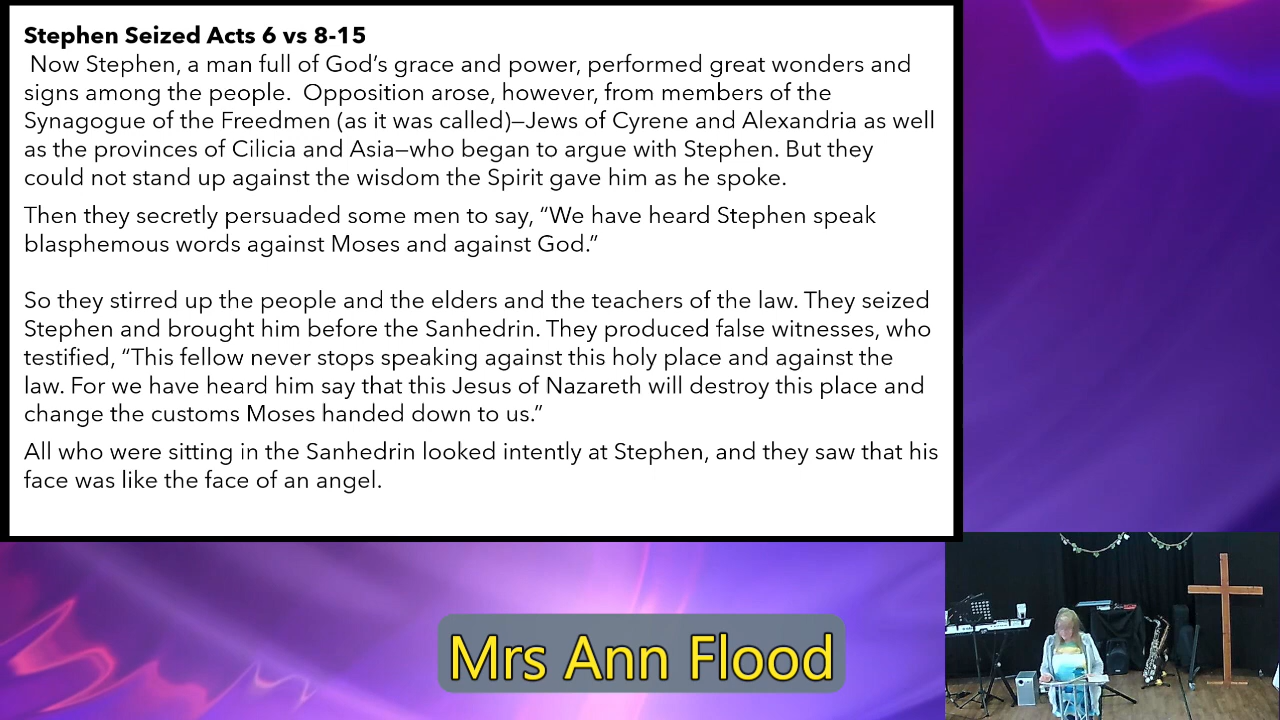 Stephen Seized Acts 6 vs 8-15
Now Stephen, a man full of God’s grace and power, performed great wonders and
signs among the people.  Opposition arose, however, from members of the
Synagogue of the Freedmen (as it was called)—Jews of Cyrene and Alexandria as well
as the provinces of Cilicia and Asia—who began to argue with Stephen. But they
could not stand up against the wisdom the Spirit gave him as he spoke.
Then they secretly persuaded some men to say, “We have heard Stephen speak
blasphemous words against Moses and against God.”
So they stirred up the people and the elders and the teachers of the law. They seized
Stephen and brought him before the Sanhedrin. They produced false witnesses, who
testified, “This fellow never stops speaking against this holy place and against the
law. For we have heard him say that this Jesus of Nazareth will destroy this place and
change the customs Moses handed down to us.”
All who were sitting in the Sanhedrin looked intently at Stephen, and they saw that his
face was like the face of an angel.
Mrs Ann Flood